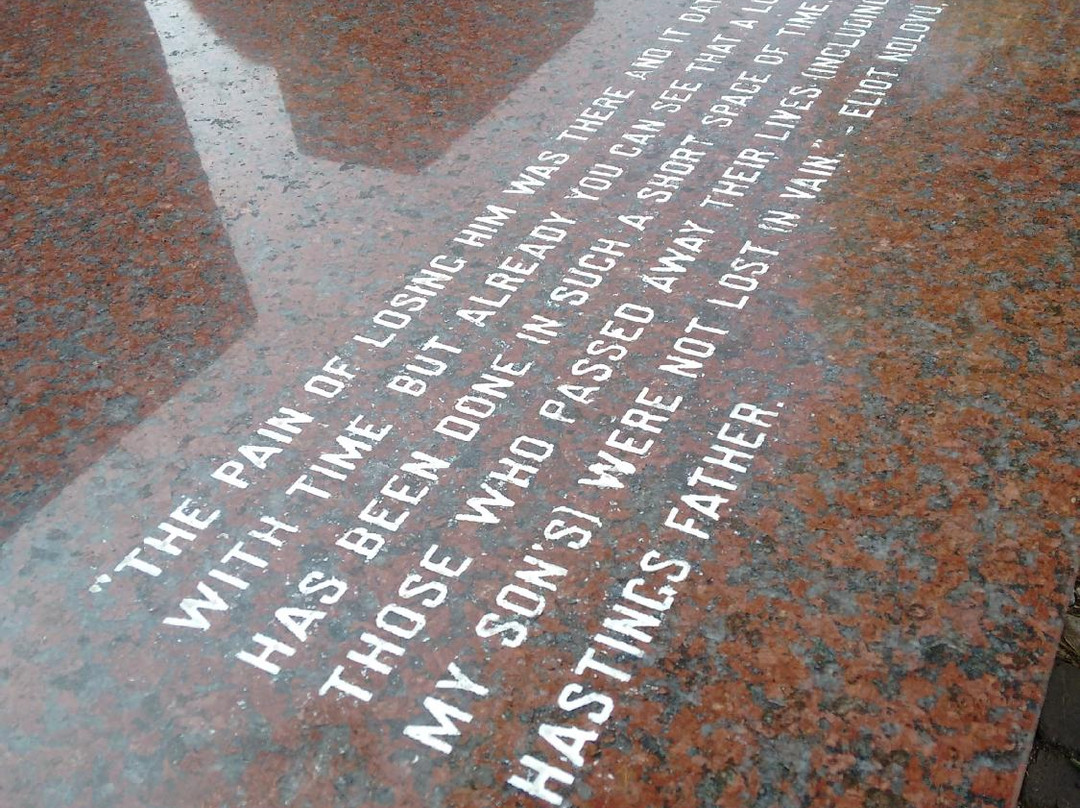 "THE PAIN OF LOSING HIM WAS THERE AND IT
WITH TIME BUT ALREADY YOU CAN SEE THAT A
HAS BEEN DONE IN SUCH A SHORT SPACE OF TIME,
THOSE WHO PASSED AWAY THEIR LIVES (INCLUDING
MY SON'S) WERE NOT LOST IN VAIN." - ELIOT NDLOVU,
HASTINGS FATHER.